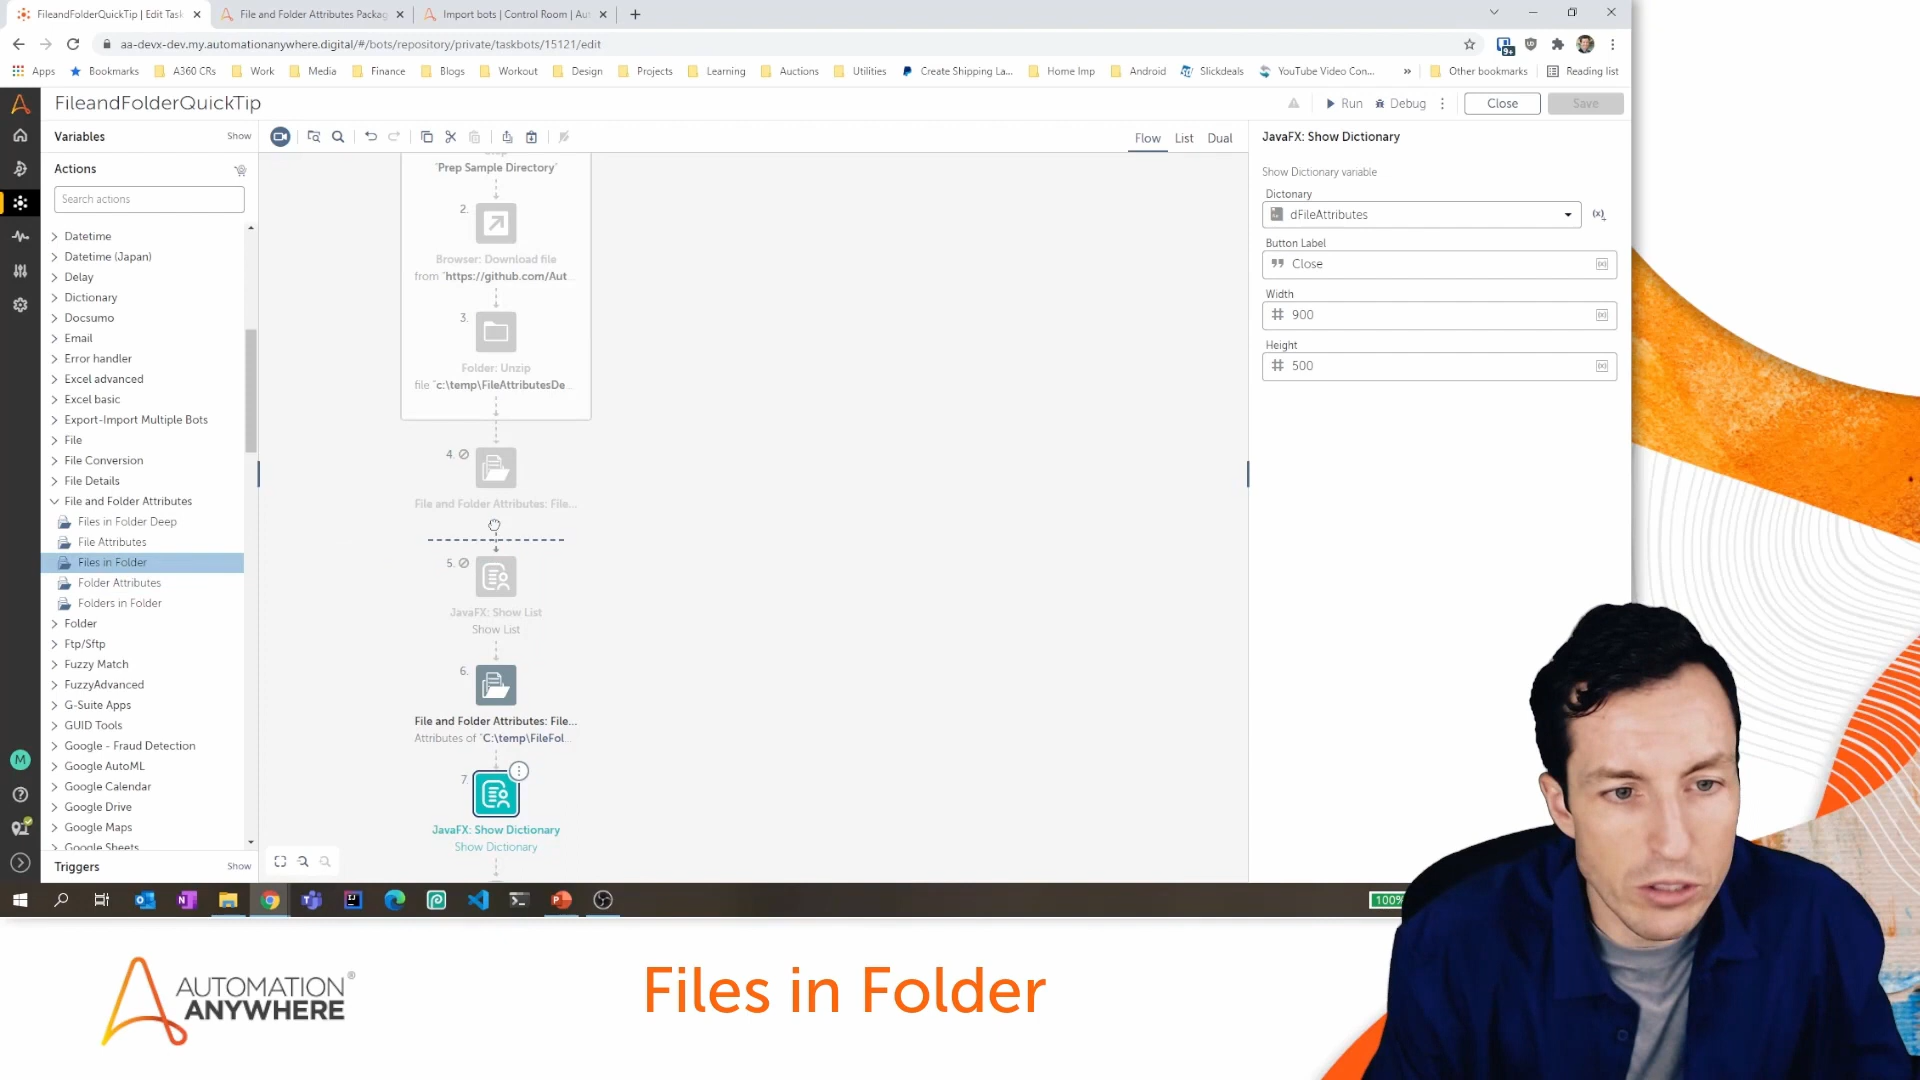 FileandFolderQuickTip | Edit Task
File and Folder Attributes Packag
Import bots | Control Room | Aut
aa-devx-dev.my.automationanywhere.digital/#/bots/repository/private/taskbots/15121/edit
Apps
Bookmarks
A360 CRs
Work
Media
Finance
Blogs
Workout
Design
Projects
Learning
Auctions
Utilities
Create Shipping La...
Home Imp
Android
Slickdeals
YouTube Video Con...
»
Other bookmarks
Reading list
FileandFolderQuickTip
Run
Debug
Close
Save
Variables
Show
Flow
List
Dual
Actions
Search actions
Datetime
Datetime (Japan)
Delay
Dictionary
Docsumo
Email
Error handler
Excel advanced
Excel basic
Export-Import Multiple Bots
File
File Conversion
File Details
File and Folder Attributes
Files in Folder Deep
File Attributes
Files in Folder
Folder Attributes
Folders in Folder
Folder
Ftp/Sftp
Fuzzy Match
FuzzyAdvanced
G-Suite Apps
GUID Tools
Google - Fraud Detection
Google AutoML
Google Calendar
Google Drive
Google Maps
Google Sheets
Triggers
Show
M
"Prep Sample Directory"
2.
Browser: Download file
from "https://github.com/Aut...
3.
Folder: Unzip
file "c:\temp\FileAttributesDe...
4.
File and Folder Attributes: File...
5.
JavaFX: Show List
Show List
6.
File and Folder Attributes: File...
Attributes of "C:\temp\FileFol...
7.
JavaFX: Show Dictionary
Show Dictionary
JavaFX: Show Dictionary
Show Dictionary variable
Dictonary
dFileAttributes
(x)
Button Label
Close
Width
# 900
Height
# 500
100%
AUTOMATION
ANYWHERE®
Files in Folder